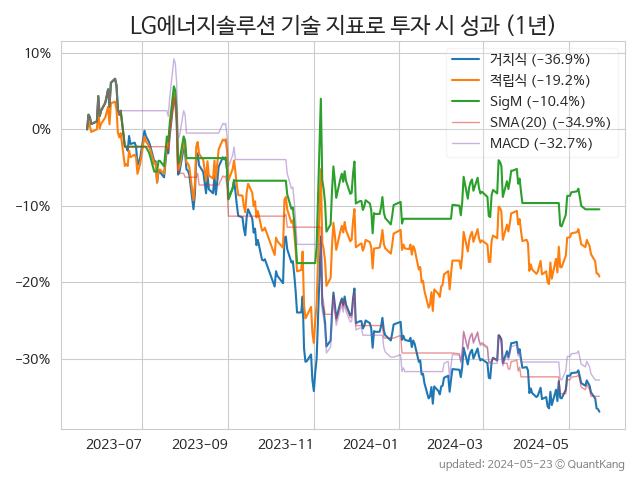 LG에너지솔루션 기술 지표로 투자 시 성과 (1년)
10%
0%
−10%
−20%
−30%
거치식 (−36.9%)
적립식 (−19.2%)
SigM (−10.4%)
SMA(20) (−34.9%)
MACD (−32.7%)
2023-07
2023-09
2023-11
2024-01
2024-03
2024-05
updated: 2024-05-23 ⓒ QuantKang